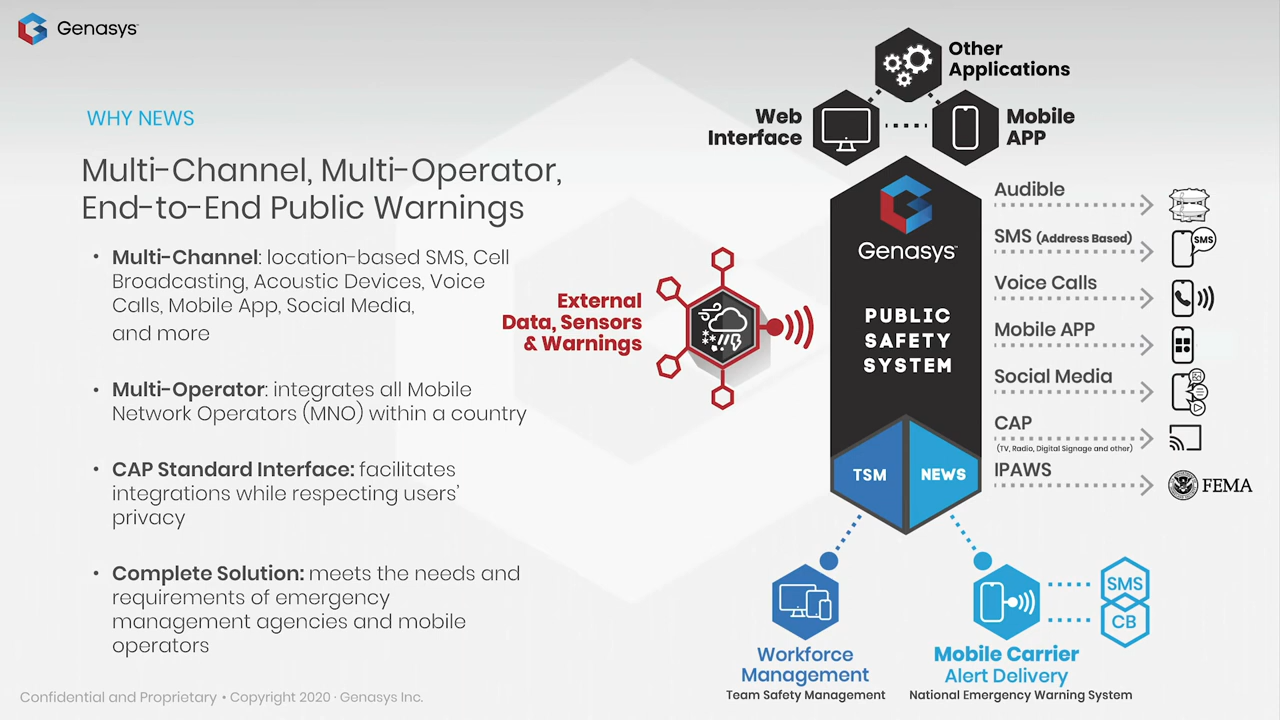 Genasys
WHY NEWS
Multi-Channel, Multi-Operator,
End-to-End Public Warnings
• Multi-Channel: location-based SMS, Cell
Broadcasting, Acoustic Devices, Voice
Calls, Mobile App, Social Media,
and more
• Multi-Operator: integrates all Mobile
Network Operators (MNO) within a country
• CAP Standard Interface: facilitates
integrations while respecting users'
privacy
• Complete Solution: meets the needs and
requirements of emergency
management agencies and mobile
operators
Other
Applications
Web
Interface
Mobile
APP
External
Data, Sensors
& Warnings
Genasys™
PUBLIC
SAFETY
SYSTEM
TSM
NEWS
Audible
SMS (Address Based)
SMS
Voice Calls
Mobile APP
Social Media
CAP
(TV, Radio, Digital Signage and other)
IPAWS
FEMA
Workforce
Management
Team Safety Management
Mobile Carrier
Alert Delivery
National Emergency Warning System
SMS
CB
Confidential and Proprietary • Copyright 2020 · Genasys Inc.